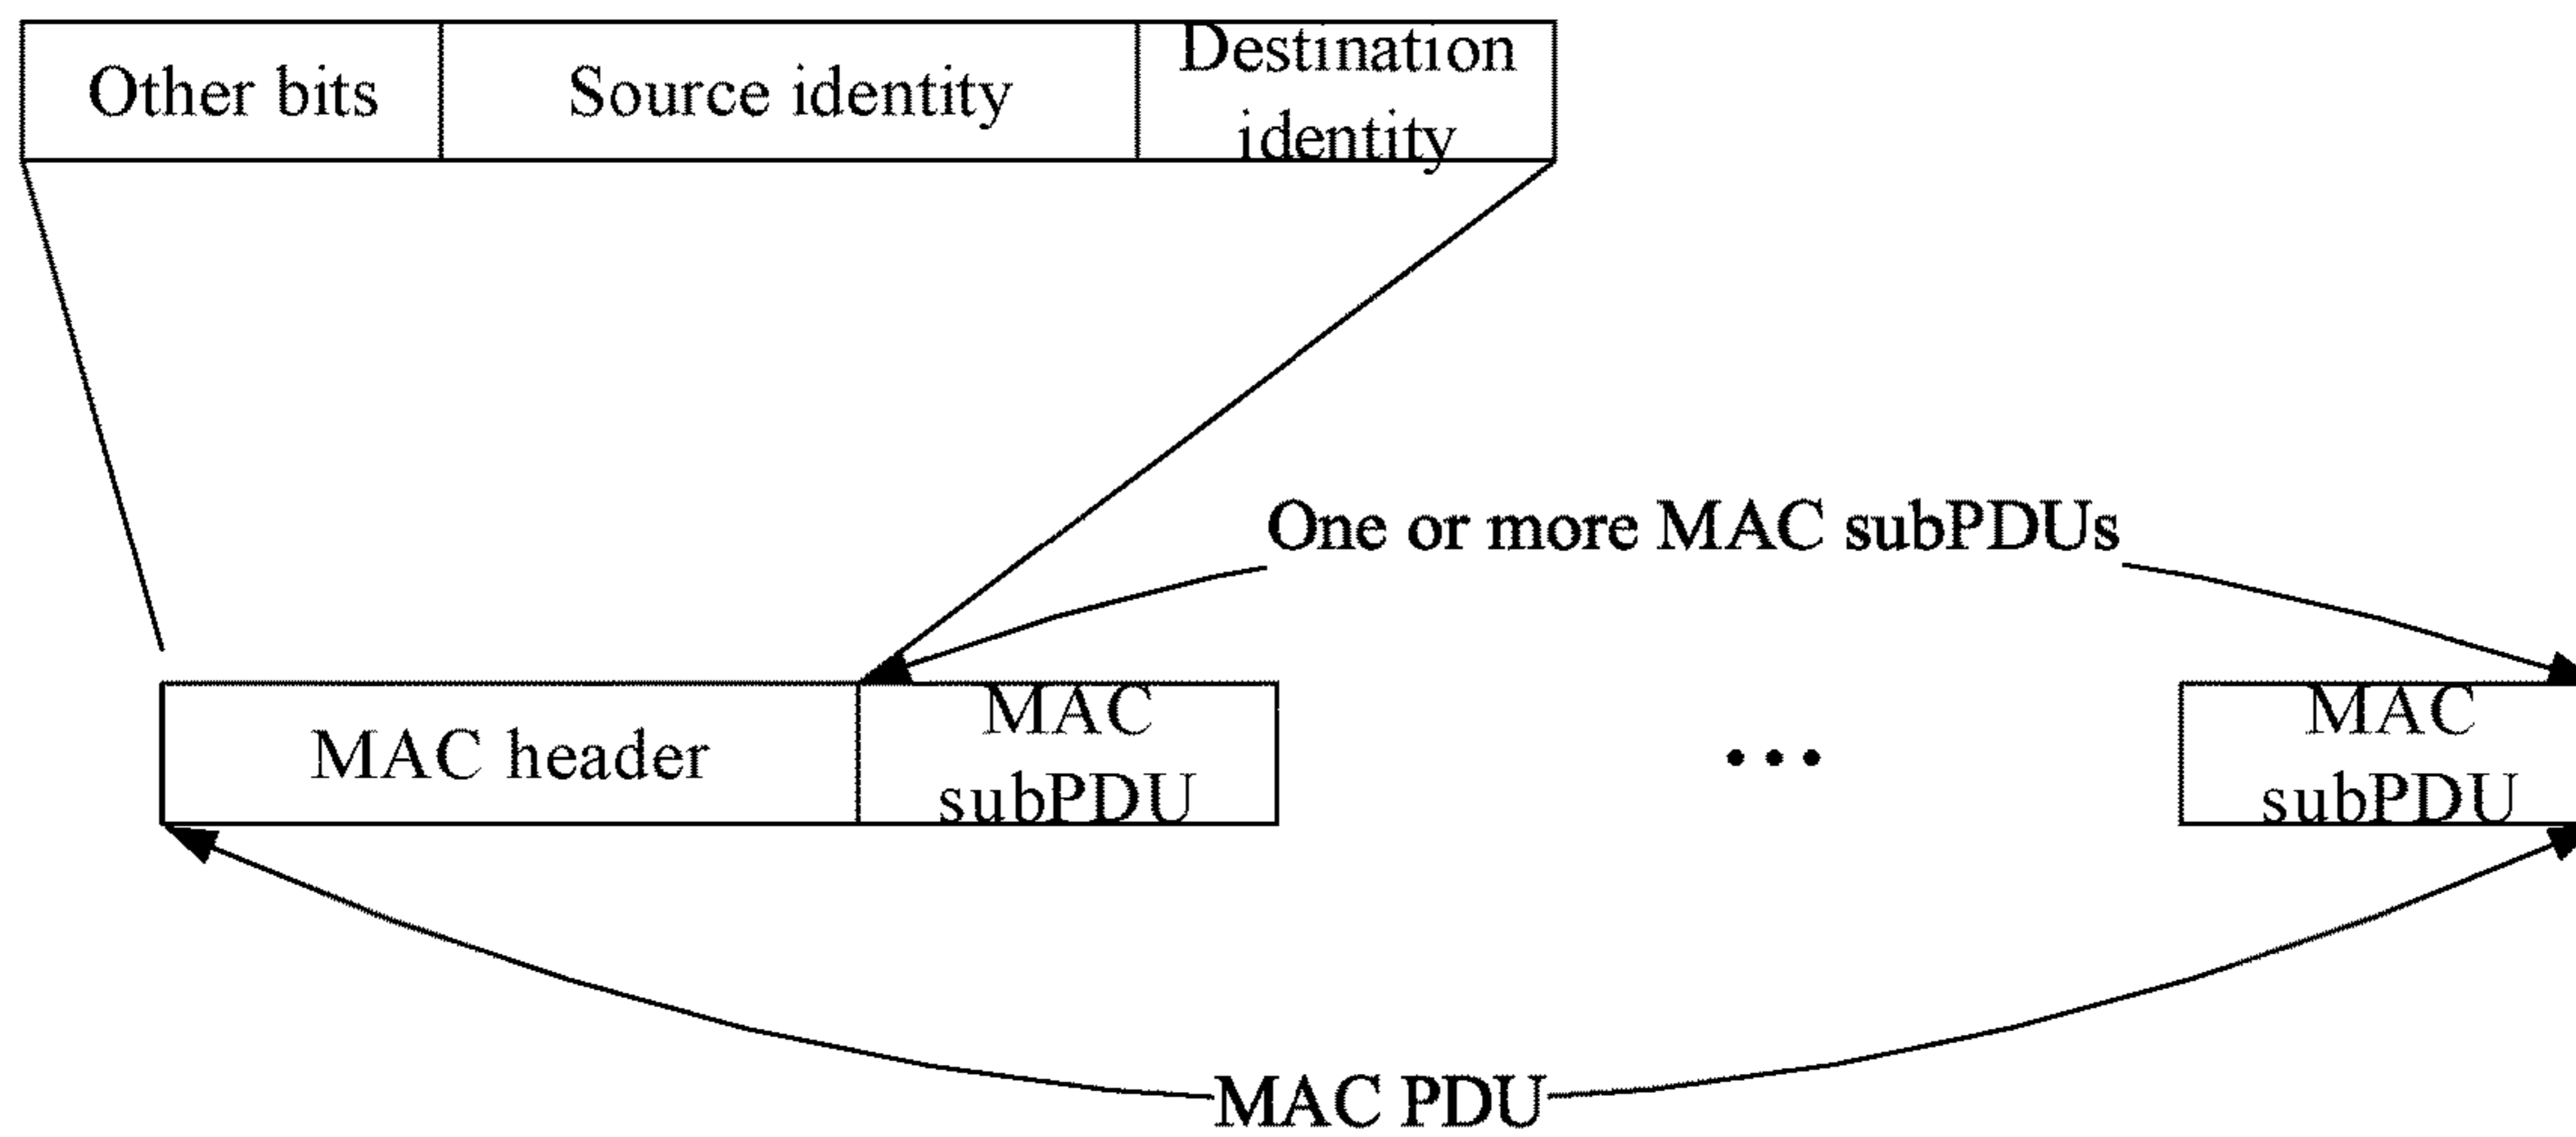 Other bits
Source identity
Destination
identity
One or more MAC subPDUs
MAC header
MAC
subPDU
...
MAC
subPDU
MAC PDU